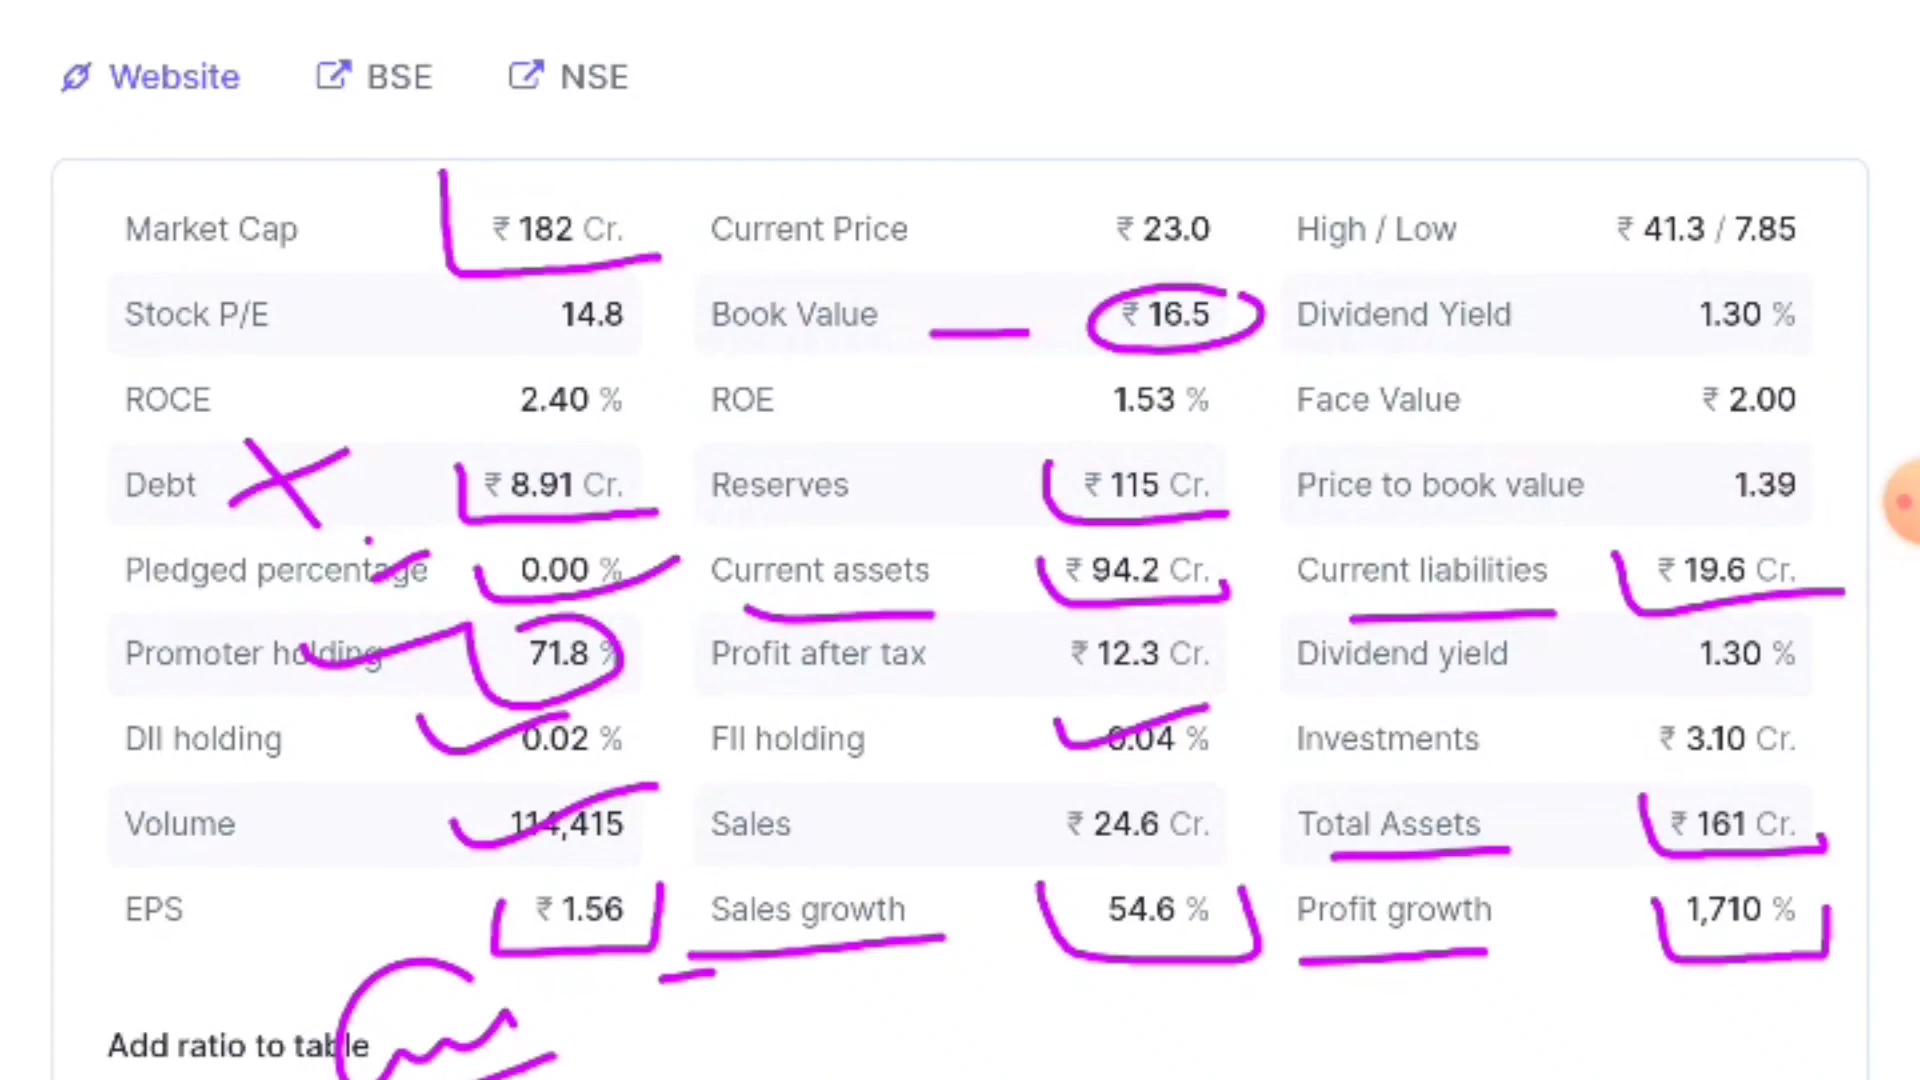 Website BSE NSE
Market Cap ₹ 182 Cr. Current Price ₹ 23.0 High / Low ₹ 41.3 / 7.85
Stock P/E 14.8 Book Value ₹ 16.5 Dividend Yield 1.30 %
ROCE 2.40 % ROE 1.53 % Face Value ₹ 2.00
Debt ₹ 8.91 Cr. Reserves ₹ 115 Cr. Price to book value 1.39
Pledged percentage 0.00 % Current assets ₹ 94.2 Cr. Current liabilities ₹ 19.6 Cr.
Promoter holding 71.8 % Profit after tax ₹ 12.3 Cr. Dividend yield 1.30 %
DII holding 0.02 % FII holding 0.04 % Investments ₹ 3.10 Cr.
Volume 114,415 Sales ₹ 24.6 Cr. Total Assets ₹ 161 Cr.
EPS ₹ 1.56 Sales growth 54.6 % Profit growth 1,710 %
Add ratio to table